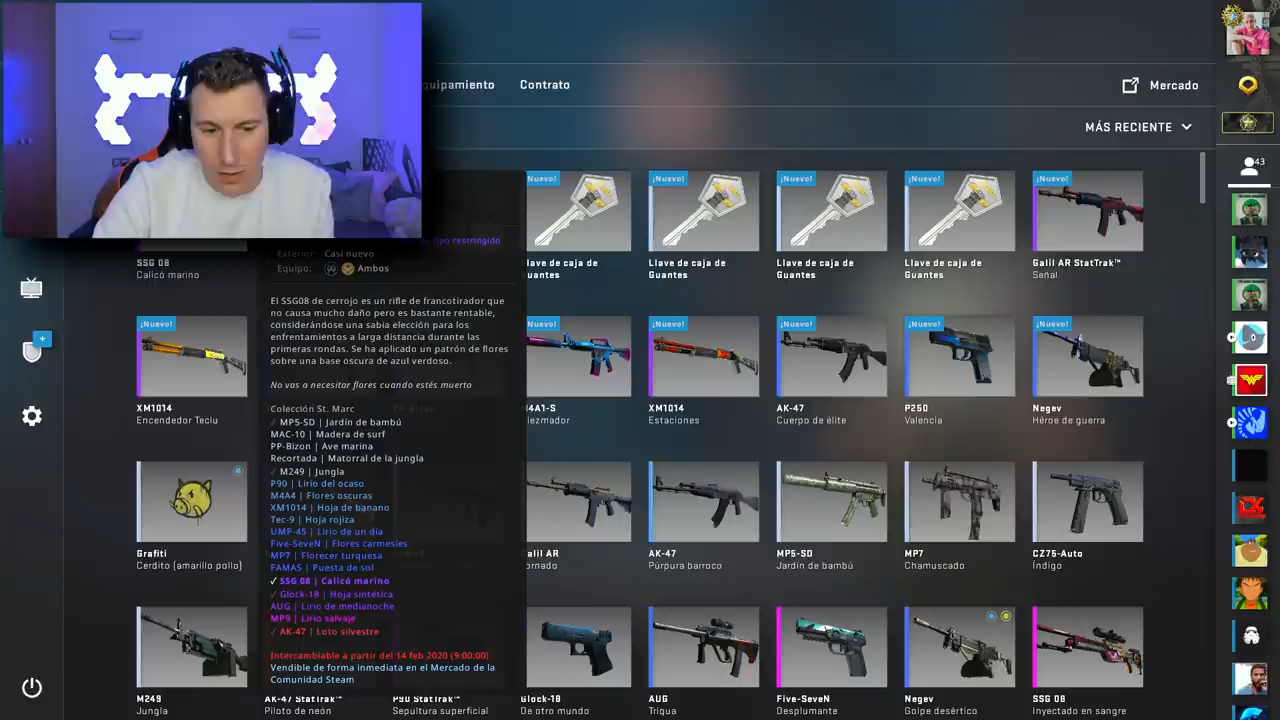 quipamiento
Contrato
Mercado
MÁS RECIENTE
43
¡Nuevo!
¡Nuevo!
¡Nuevo!
¡Nuevo!
¡Nuevo!
tipo restringido
Exterior: Casi nuevo
Equipo: Ambos
SSG 08
Calicó marino
lave de caja de
Guantes
Llave de caja de
Guantes
Llave de caja de
Guantes
Llave de caja de
Guantes
Galil AR StatTrak™
Señal
El SSG08 de cerrojo es un rifle de francotirador que
no causa mucho daño pero es bastante rentable,
considerándose una sabia elección para los
enfrentamientos a larga distancia durante las
primeras rondas. Se ha aplicado un patrón de flores
sobre una base oscura de azul verdoso.
No vas a necesitar flores cuando estés muerto
Colección St. Marc
✓ MP5-SD | Jardín de bambú
MAC-10 | Madera de surf
PP-Bizon | Ave marina
Recortada | Matorral de la jungla
✓ M249 | Jungla
P90 | Lirio del ocaso
M4A4 | Flores oscuras
XM1014 | Hoja de banano
Tec-9 | Hoja rojiza
UMP-45 | Lirio de un día
Five-SeveN | Flores carmesíes
MP7 | Florecer turquesa
FAMAS | Puesta de sol
✓ SSG 08 | Calicó marino
✓ Glock-18 | Hoja sintética
AUG | Lirio de medianoche
MP9 | Lirio salvaje
✓ AK-47 | Loto silvestre
Intercambiable a partir del 14 feb 2020 (9:00:00)
Vendible de forma inmediata en el Mercado de la
Comunidad Steam
¡Nuevo!
¡Nuevo!
¡Nuevo!
¡Nuevo!
¡Nuevo!
XM1014
Encendedor Teclu
PP-Bizon
M4A1-S
iezmador
XM1014
Estaciones
AK-47
Cuerpo de élite
P250
Valencia
Negev
Héroe de guerra
Grafiti
Cerdito (amarillo pollo)
Galil AR
ornado
AK-47
Púrpura barroco
MP5-SD
Jardín de bambú
MP7
Chamuscado
CZ75-Auto
Índigo
M249
Jungla
AK-47 StatTrak™
Piloto de neón
P90 StatTrak™
Sepultura superficial
Glock-18
De otro mundo
AUG
Triqua
Five-SeveN
Desplumante
Negev
Golpe desértico
SSG 08
Inyectado en sangre